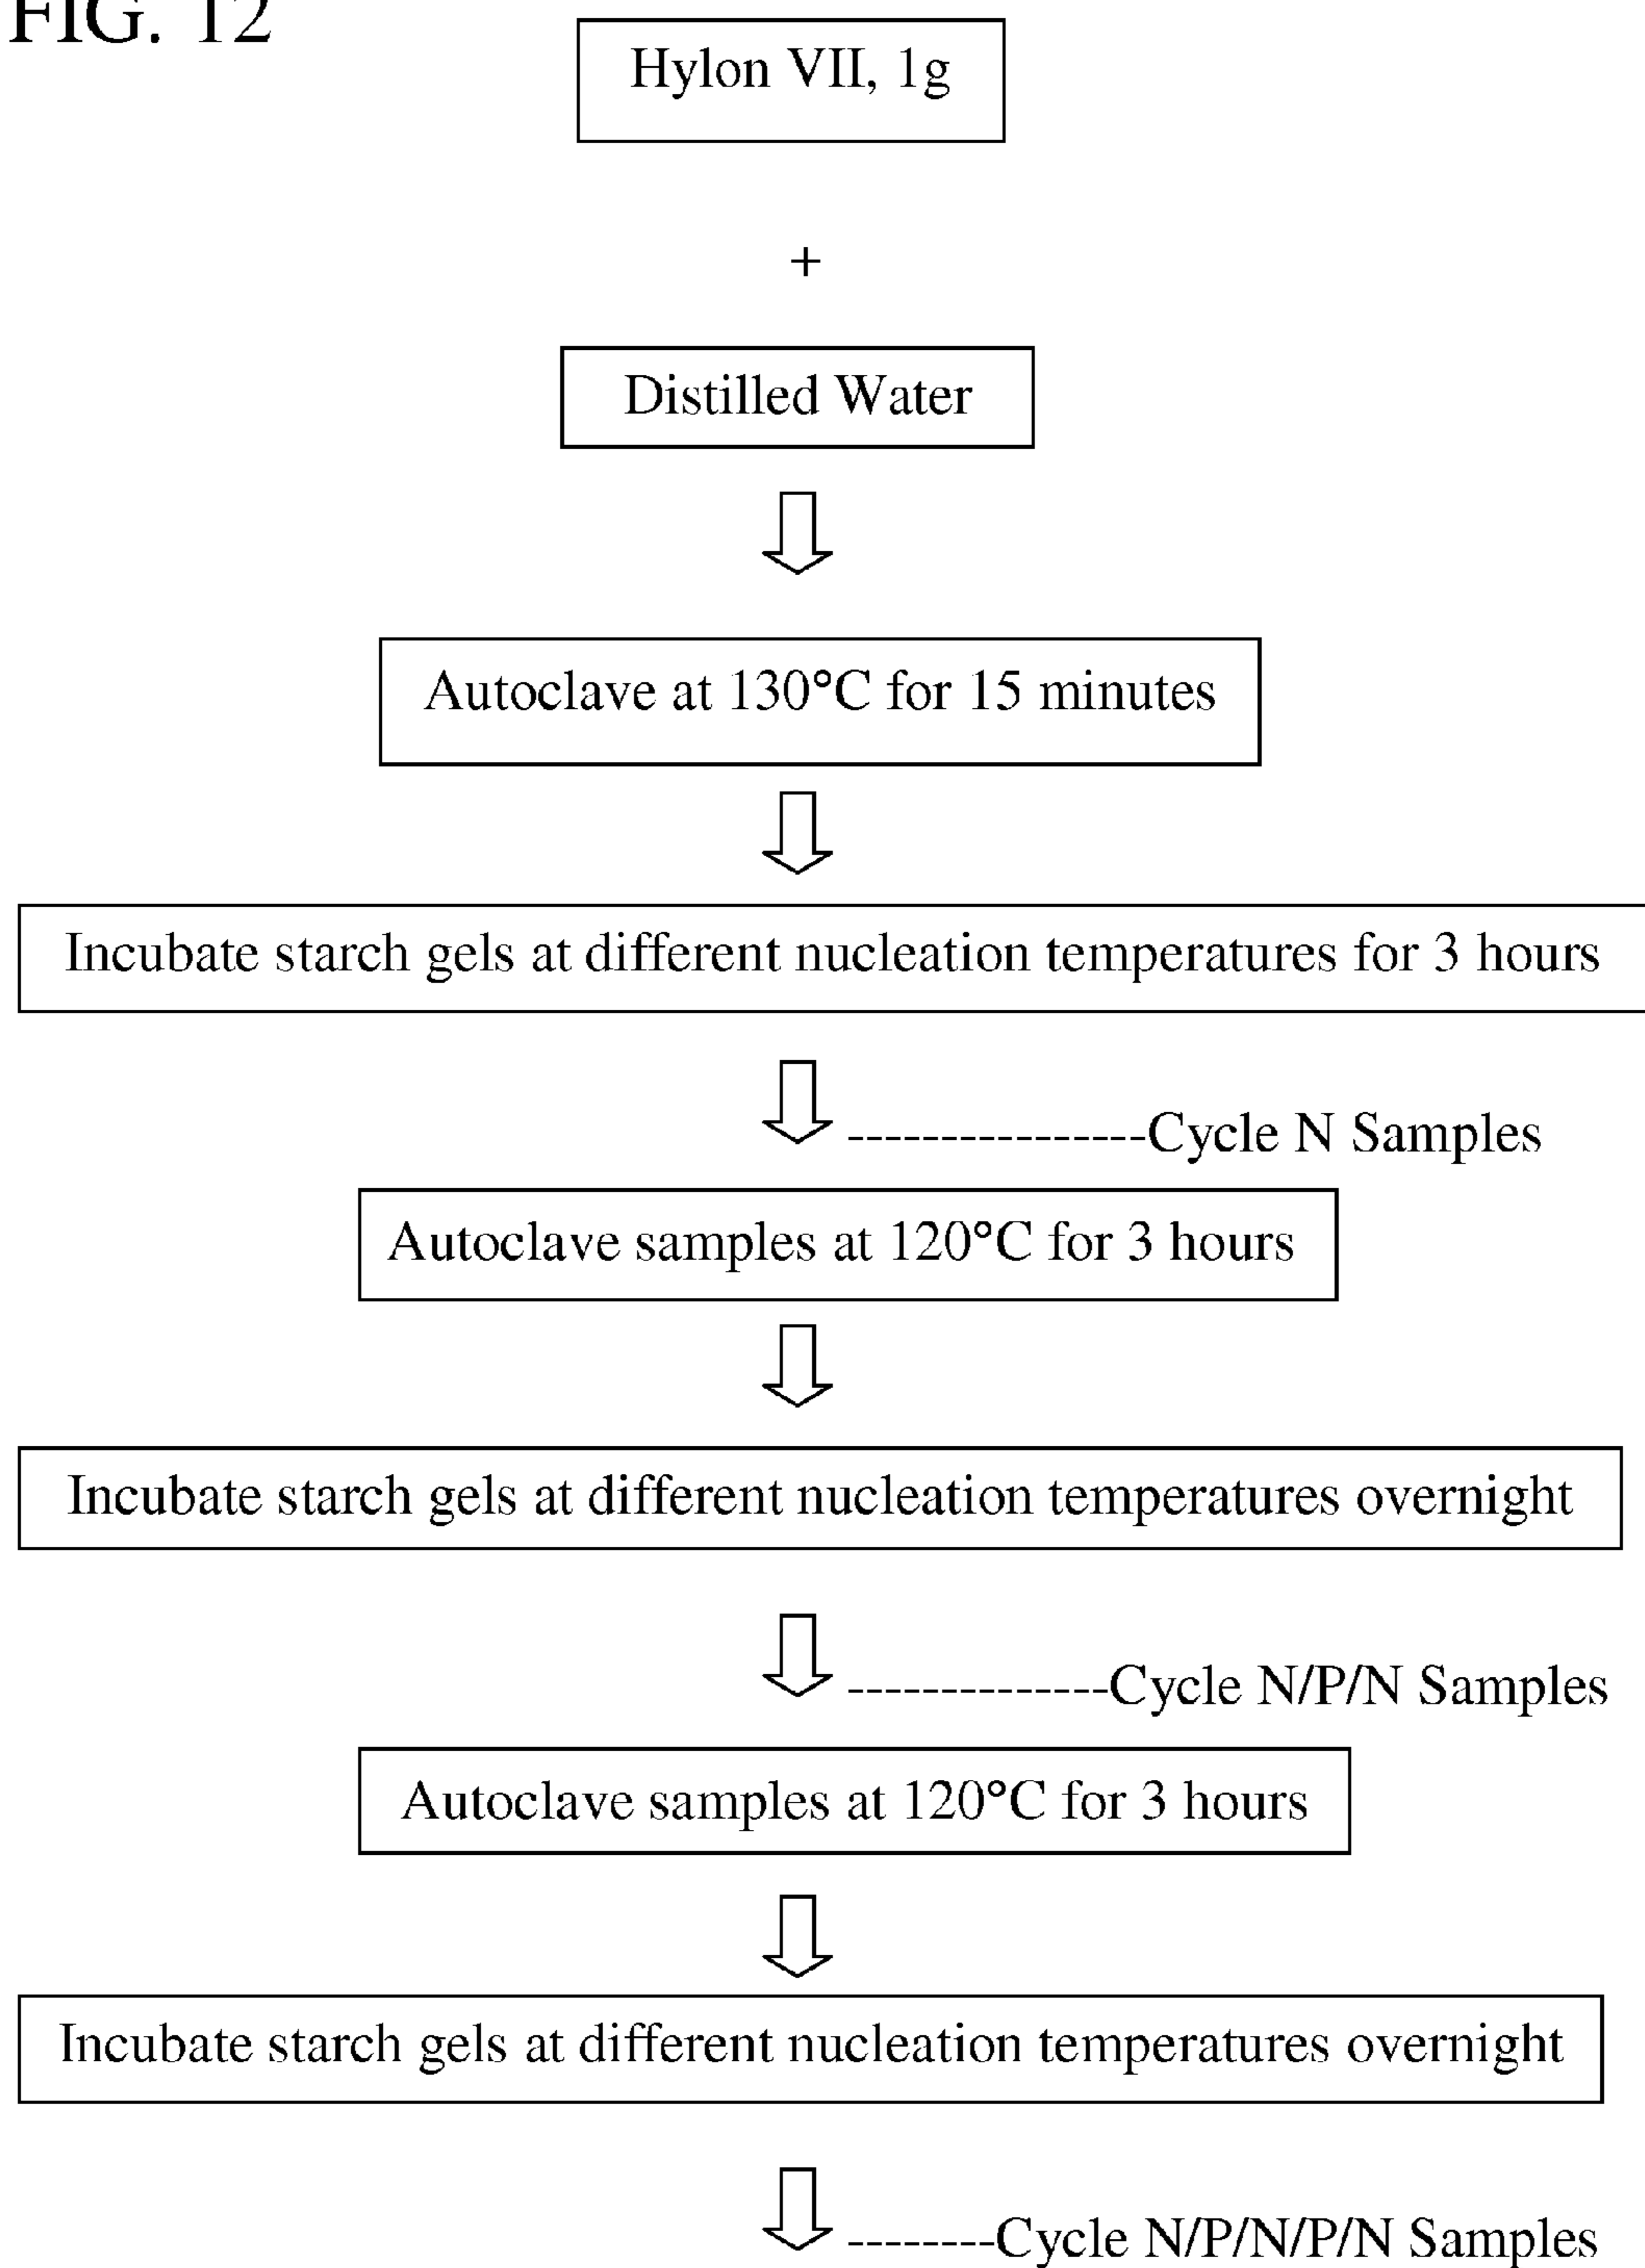 FIG. 12
Hylon VII, 1g
+
Distilled Water
Autoclave at 130°C for 15 minutes
Incubate starch gels at different nucleation temperatures for 3 hours
---------------Cycle N Samples
Autoclave samples at 120°C for 3 hours
Incubate starch gels at different nucleation temperatures overnight
-------------Cycle N/P/N Samples
Autoclave samples at 120°C for 3 hours
Incubate starch gels at different nucleation temperatures overnight
-------Cycle N/P/N/P/N Samples